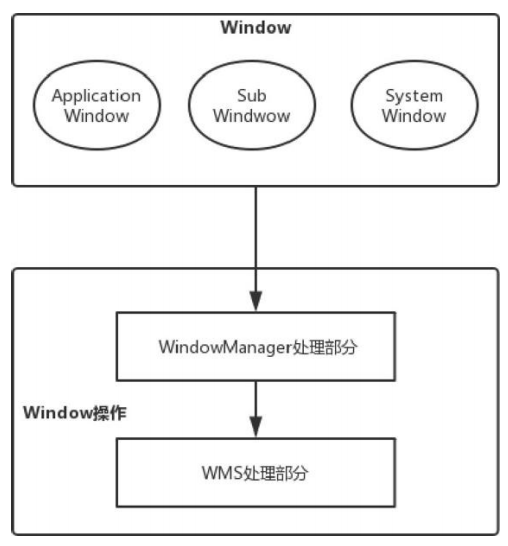 Window
Application
Window
Sub
Windwow
System
Window
WindowManager处理部分
Window操作
WMS处理部分